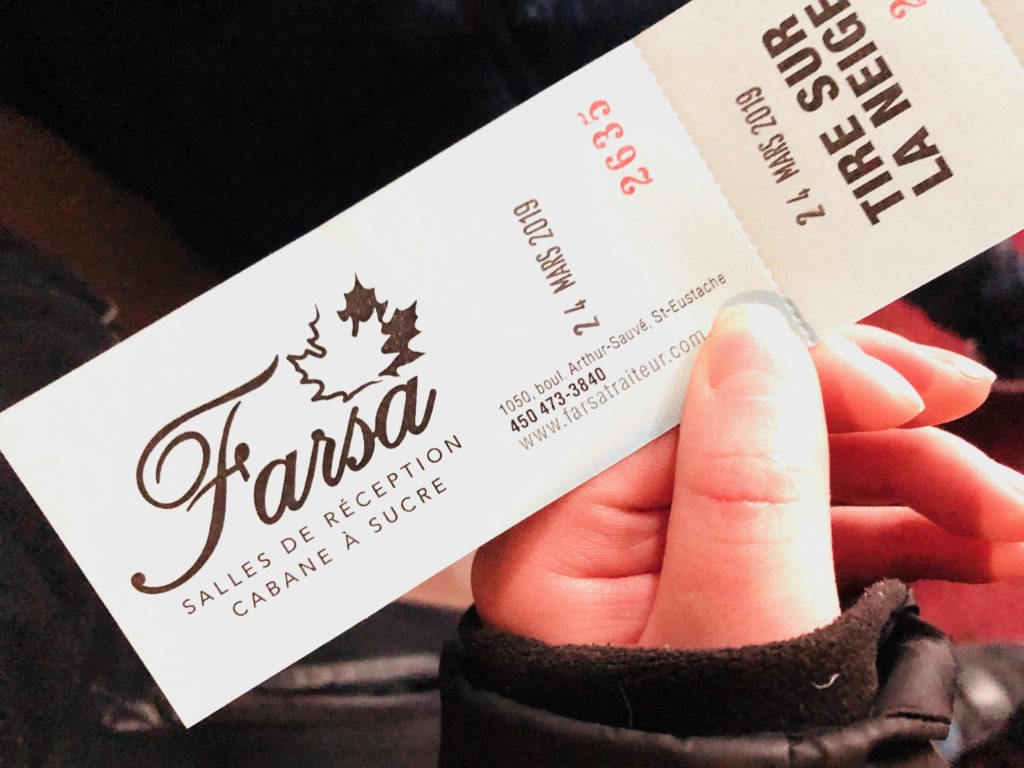 Farsa
SALLES DE RÉCEPTION
CABANE À SUCRE
1050, boul. Arthur-Sauvé, St-Eustache
450 473-3840
www.farsatraiteur.com
24 MARS 2019
2635
24 MARS 2019
TIRE SUR
LA NEIGE
2